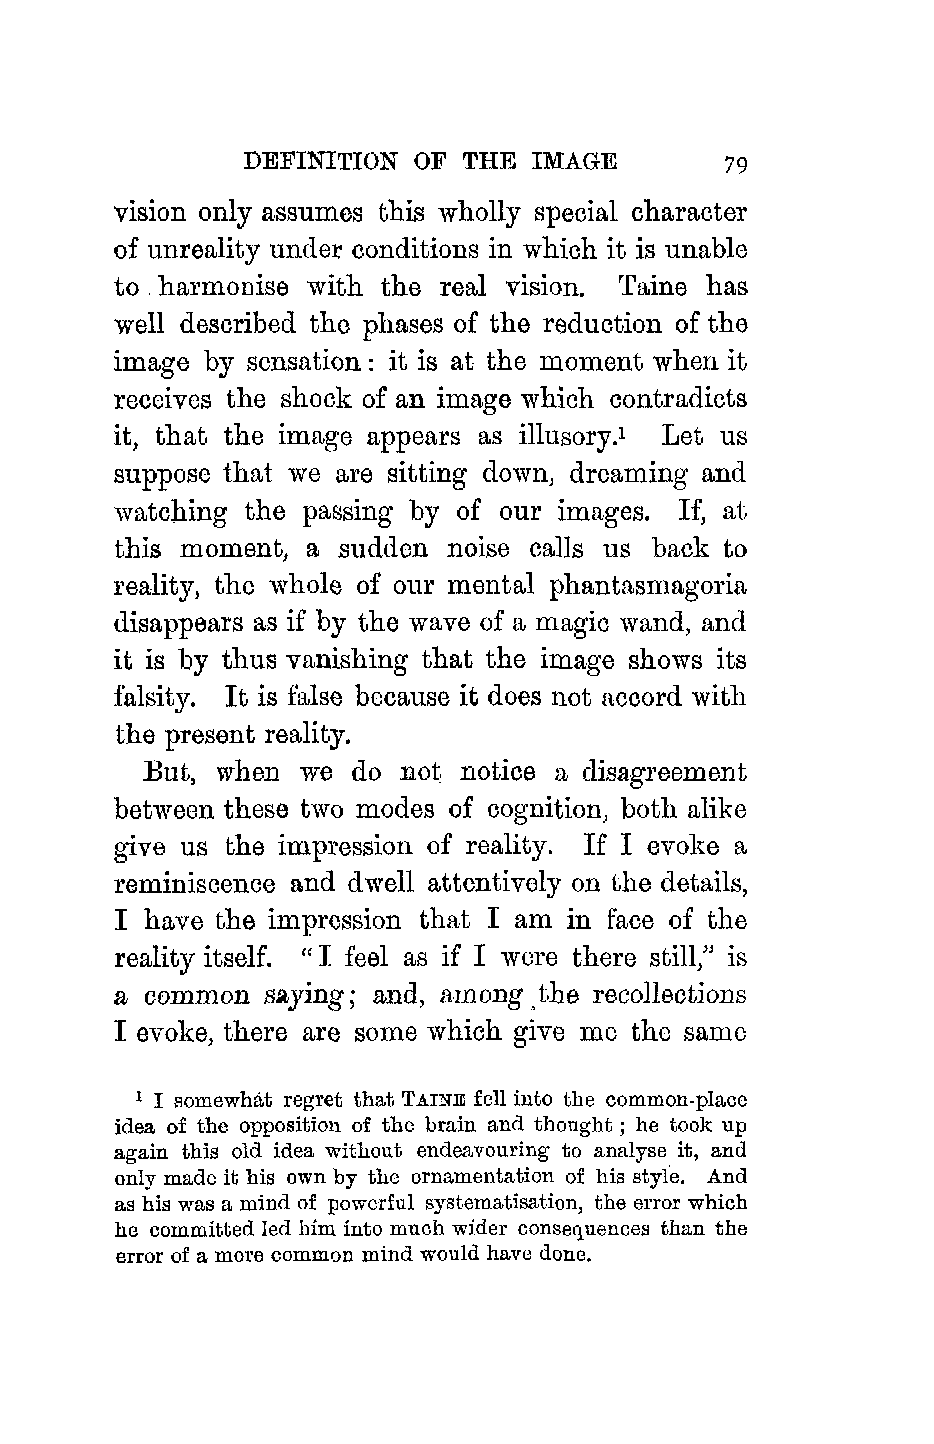 DEFINITION OF THE IMAGE 79
vision only assumes this wholly special character
of unreality under conditions in which it is unable
to harmonise with the real vision. Taine has
well described the phases of the reduction of the
image by sensation: it is at the moment when it
receives the shock of an image which contradicts
it, that the image appears as illusory.¹ Let us
suppose that we are sitting down, dreaming and
watching the passing by of our images. If, at
this moment, a sudden noise calls us back to
reality, the whole of our mental phantasmagoria
disappears as if by the wave of a magic wand, and
it is by thus vanishing that the image shows its
falsity. It is false because it does not accord with
the present reality.
But, when we do not notice a disagreement
between these two modes of cognition, both alike
give us the impression of reality. If I evoke a
reminiscence and dwell attentively on the details,
I have the impression that I am in face of the
reality itself. “I feel as if I were there still,” is
a common saying; and, among the recollections
I evoke, there are some which give me the same
¹ I somewhat regret that TAINE fell into the common-place
idea of the opposition of the brain and thought; he took up
again this old idea without endeavouring to analyse it, and
only made it his own by the ornamentation of his style. And
as his was a mind of powerful systematisation, the error which
he committed led him into much wider consequences than the
error of a more common mind would have done.